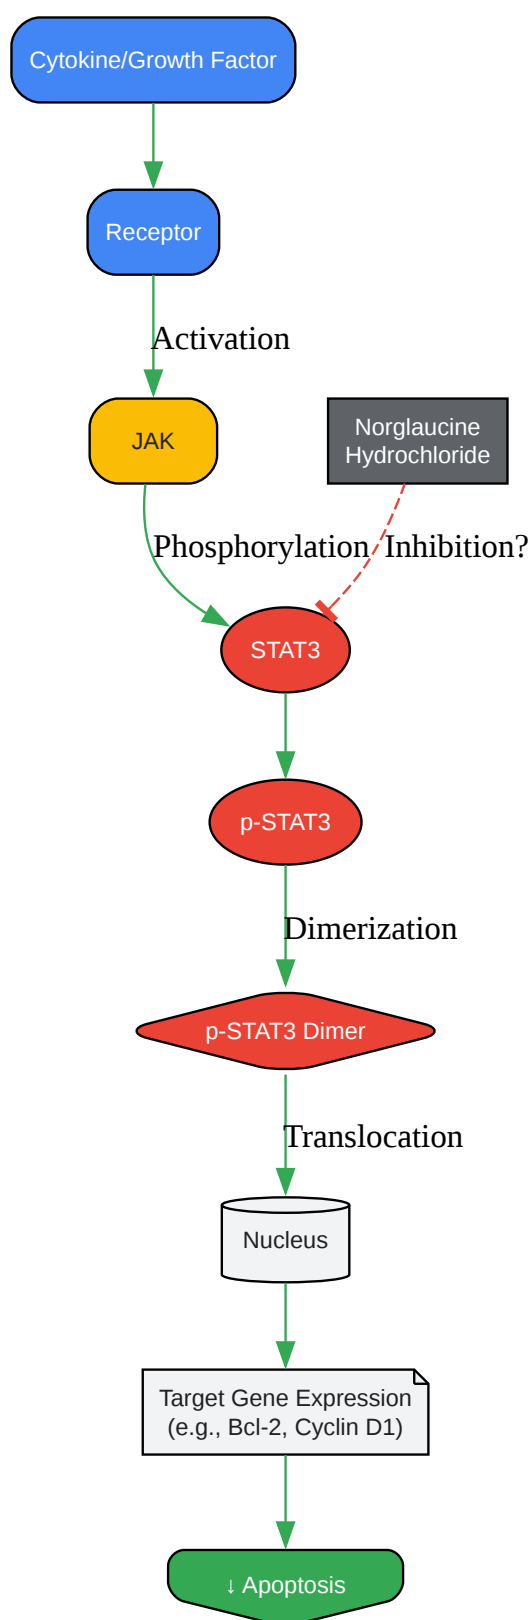 Cytokine/Growth Factor
Receptor
Activation
JAK
Norglaucine
Hydrochloride
Phosphorylation
Inhibition?
STAT3
p-STAT3
Dimerization
p-STAT3 Dimer
Translocation
Nucleus
Target Gene Expression
(e.g., Bcl-2, Cyclin D1)
↓ Apoptosis